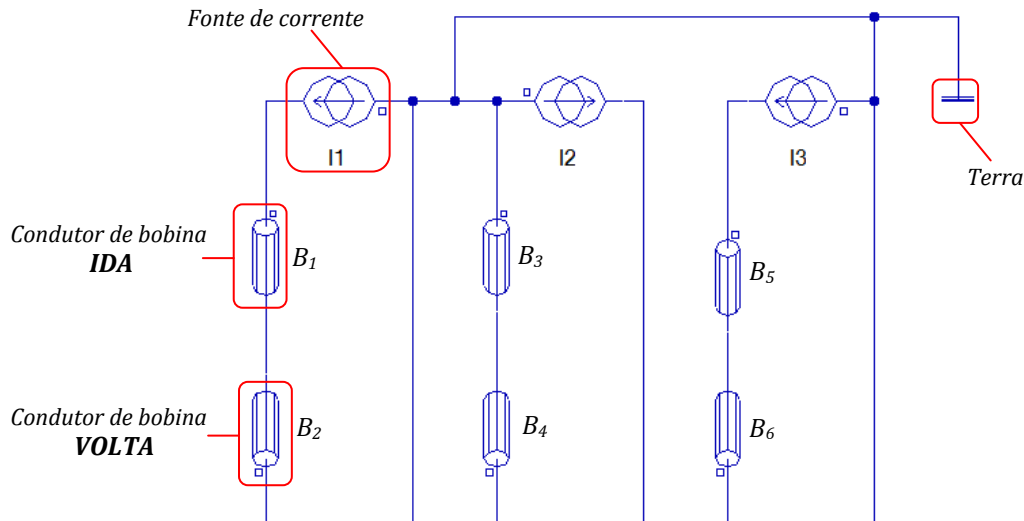 Fonte de corrente
I1
I2
I3
Terra
Condutor de bobina
IDA
B1
B3
B5
Condutor de bobina
VOLTA
B2
B4
B6